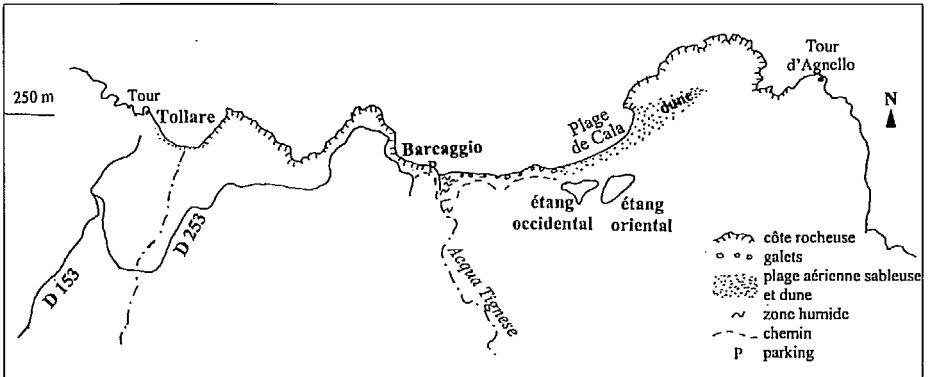 Tour
d'Agnello
250 m
Tour
Tollare
dune
N
Plage
de Cala
Barcaggio
P
étang
occidental
étang
oriental
D 253
D 153
Acqua Tignese
côte rocheuse
galets
plage aérienne sableuse
et dune
zone humide
chemin
P parking